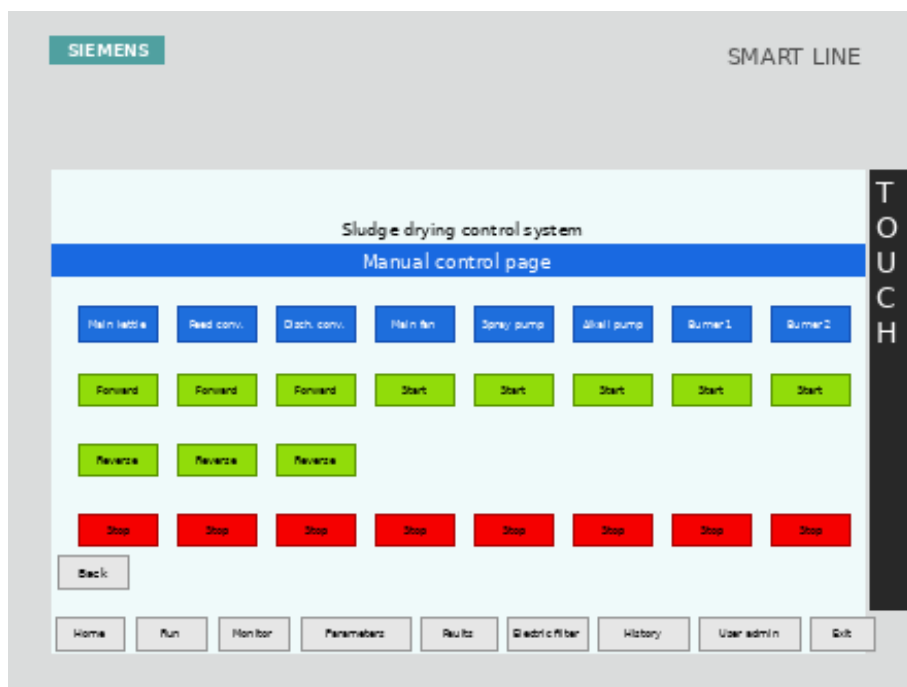 SIEMENS
SMART LINE
TOUCH
Sludge drying control system
Manual control page
Main kettle Feed conv. Disch. conv. Main fan Spray pump Alkali pump Burner1 Burner2
Forward Forward Forward Start Start Start Start Start
Reverse Reverse Reverse
Stop Stop Stop Stop Stop Stop Stop Stop
Back
Home Run Monitor Parameters Faults Electric filter History User admin Exit